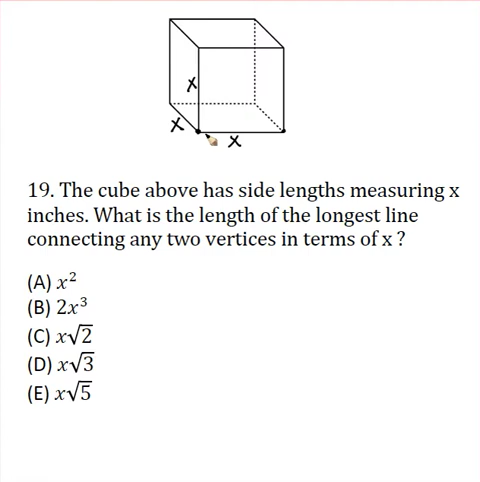 x
x
x
19. The cube above has side lengths measuring x
inches. What is the length of the longest line
connecting any two vertices in terms of x ?
(A) x²
(B) 2x³
(C) x√2
(D) x√3
(E) x√5